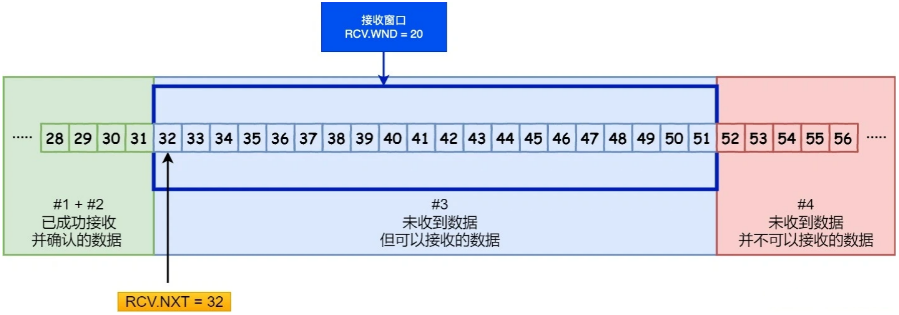 接收窗口
RCV.WND = 20
..... 28 29 30 31 32 33 34 35 36 37 38 39 40 41 42 43 44 45 46 47 48 49 50 51 52 53 54 55 56 .....
#1 + #2
已成功接收
并确认的数据
#3
未收到数据
但可以接收的数据
#4
未收到数据
并不可以接收的数据
RCV.NXT = 32